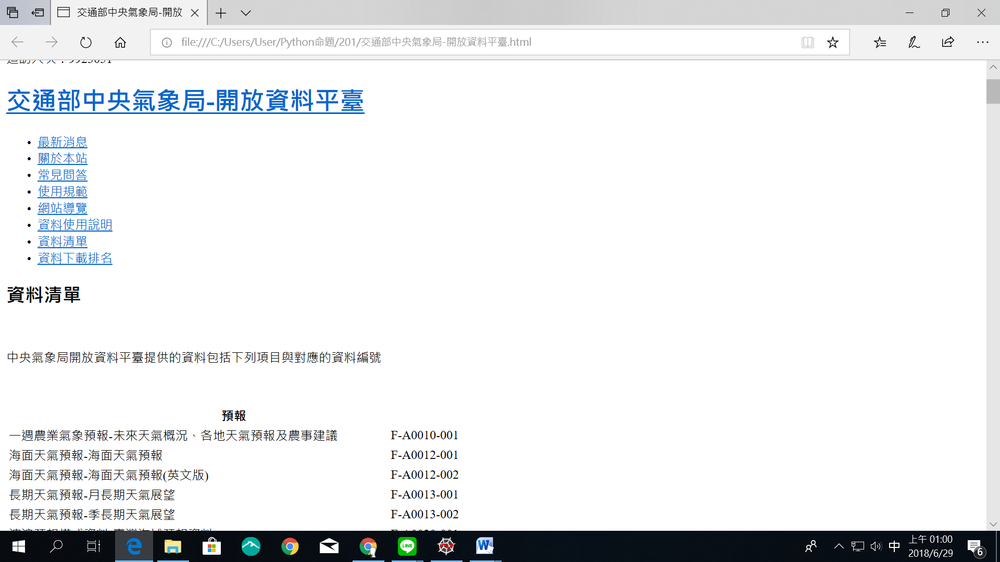 交通部中央氣象局-開放
file:///C:/Users/User/Python命題/201/交通部中央氣象局-開放資料平臺.html
交通部中央氣象局-開放資料平臺
最新消息
關於本站
常見問答
使用規範
網站導覽
資料使用說明
資料清單
資料下載排名
資料清單
中央氣象局開放資料平臺提供的資料包括下列項目與對應的資料編號
預報
一週農業氣象預報-未來天氣概況、各地天氣預報及農事建議 F-A0010-001
海面天氣預報-海面天氣預報 F-A0012-001
海面天氣預報-海面天氣預報(英文版) F-A0012-002
長期天氣預報-月長期天氣展望 F-A0013-001
長期天氣預報-季長期天氣展望 F-A0013-002
LINE
W
中
上午 01:00
2018/6/29
6